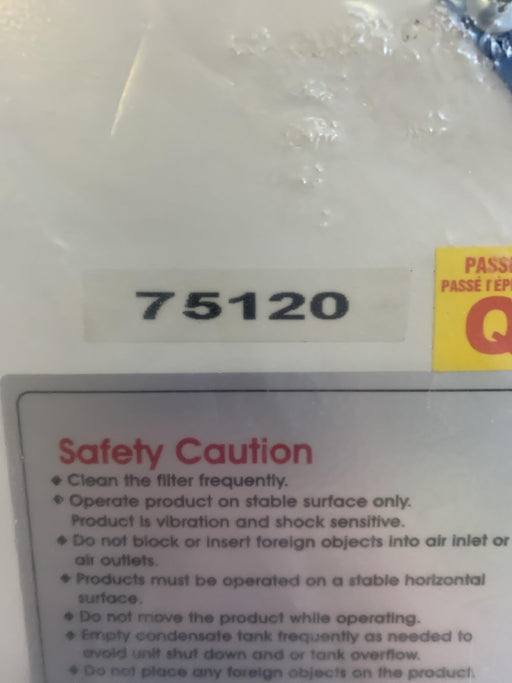 PASSÉ
PASSÉ l'ÉP
Q
75120
Safety Caution
◆ Clean the filter frequently.
◆ Operate product on stable surface only.
Product is vibration and shock sensitive.
◆ Do not block or insert foreign objects into air inlet or
air outlets.
◆ Products must be operated on a stable horizontal
surface.
◆ Do not move the product while operating.
◆ Empty condensate tank frequently as needed to
avoid unit shut down and or tank overflow.
◆ Do not place any foreign objects on the product.